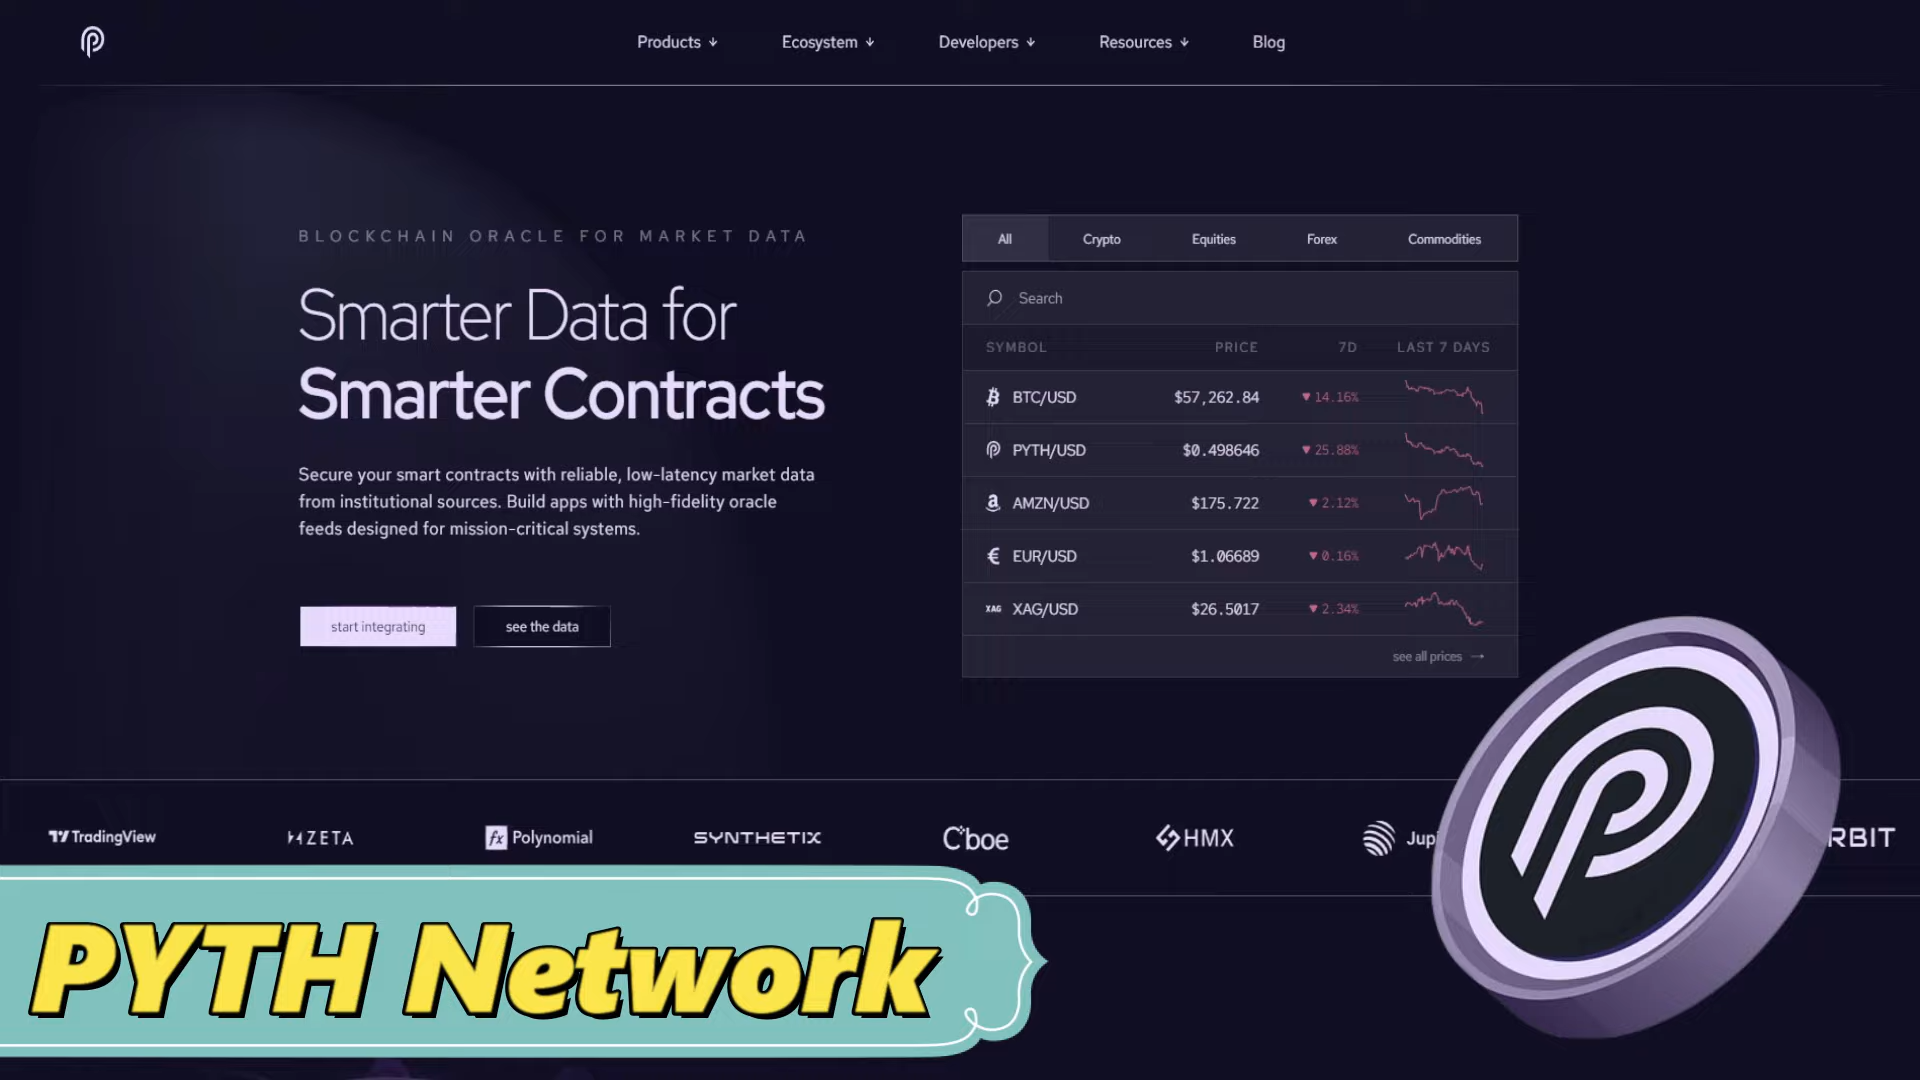 Products
Ecosystem
Developers
Resources
Blog
BLOCKCHAIN ORACLE FOR MARKET DATA
Smarter Data for
Smarter Contracts
Secure your smart contracts with reliable, low-latency market data
from institutional sources. Build apps with high-fidelity oracle
feeds designed for mission-critical systems.
start integrating
see the data
All Crypto Equities Forex Commodities
Search
SYMBOL PRICE 7D LAST 7 DAYS
BTC/USD $57,262.84 ▼ 14.16%
PYTH/USD $0.498646 ▼ 25.88%
AMZN/USD $175.722 ▼ 2.12%
EUR/USD $1.06689 ▼ 0.16%
XAG XAG/USD $26.5017 ▼ 2.34%
see all prices →
TradingView
ZETA
fx Polynomial
SYNTHETIX
Cboe
HMX
Jupi
RBIT
PYTH Network